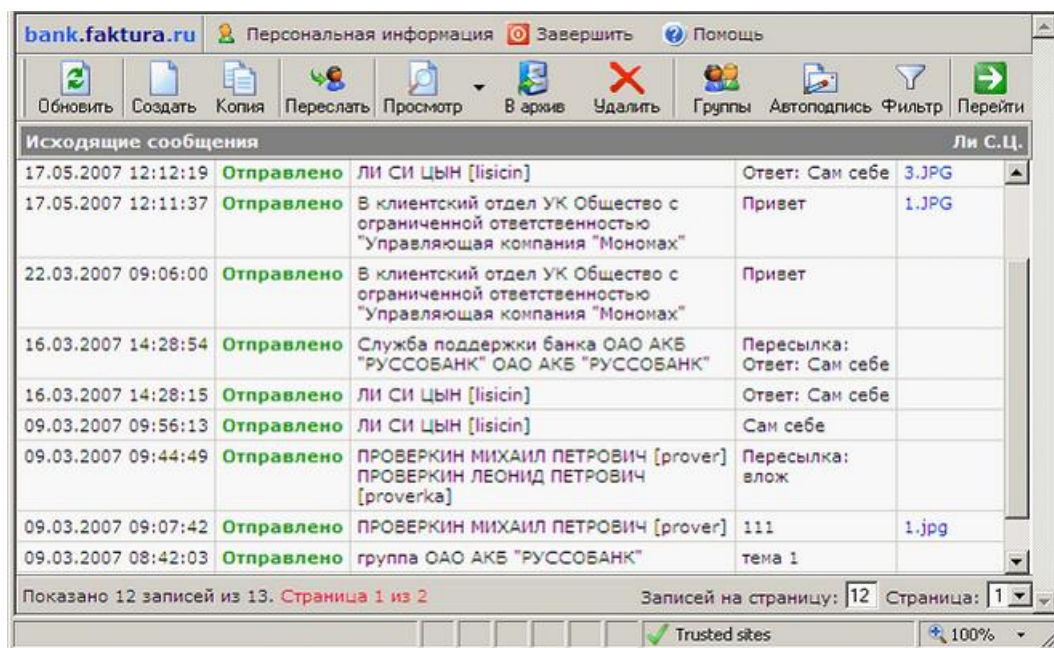 bank.faktura.ru Персональная информация Завершить Помощь
Обновить Создать Копия Переслать Просмотр В архив Удалить Группы Автоподпись Фильтр Перейти
Исходящие сообщения Ли С.Ц.
17.05.2007 12:12:19 Отправлено ЛИ СИ ЦЫН [lisicin] Ответ: Сам себе 3.JPG
17.05.2007 12:11:37 Отправлено В клиентский отдел УК Общество с Привет 1.JPG
ограниченной ответственностью
"Управляющая компания "Мономах"
22.03.2007 09:06:00 Отправлено В клиентский отдел УК Общество с Привет
ограниченной ответственностью
"Управляющая компания "Мономах"
16.03.2007 14:28:54 Отправлено Служба поддержки банка ОАО АКБ Пересылка:
"РУССОБАНК" ОАО АКБ "РУССОБАНК" Ответ: Сам себе
16.03.2007 14:28:15 Отправлено ЛИ СИ ЦЫН [lisicin] Ответ: Сам себе
09.03.2007 09:56:13 Отправлено ЛИ СИ ЦЫН [lisicin] Сам себе
09.03.2007 09:44:49 Отправлено ПРОВЕРКИН МИХАИЛ ПЕТРОВИЧ [prover] Пересылка:
ПРОВЕРКИН ЛЕОНИД ПЕТРОВИЧ влож
[proverka]
09.03.2007 09:07:42 Отправлено ПРОВЕРКИН МИХАИЛ ПЕТРОВИЧ [prover] 111 1.jpg
09.03.2007 08:42:03 Отправлено группа ОАО АКБ "РУССОБАНК" тема 1
Показано 12 записей из 13. Страница 1 из 2 Записей на страницу: 12 Страница: 1
Trusted sites 100%